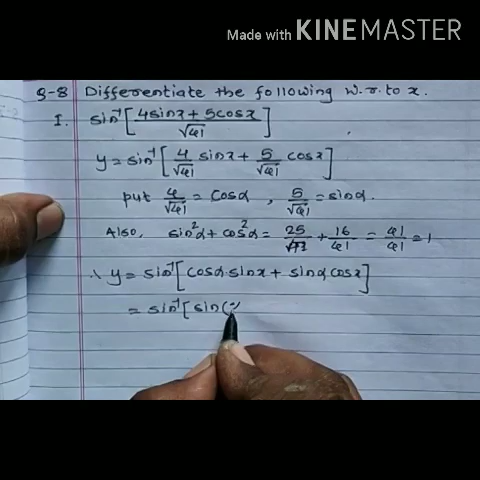 Made with KINEMASTER
Q-8 Differentiate the following w.r.to x.
I. sin⁻¹[(4sinx + 5cosx)/√41]
y = sin⁻¹[4/√41 sinx + 5/√41 cosx]
put 4/√41 = cosα, 5/√41 = sinα.
Also, sin²α + cos²α = 25/ + 16/41 = 41/41 = 1
∴ y = sin⁻¹[cosα·sinx + sinα cosx]
= sin⁻¹[sin(